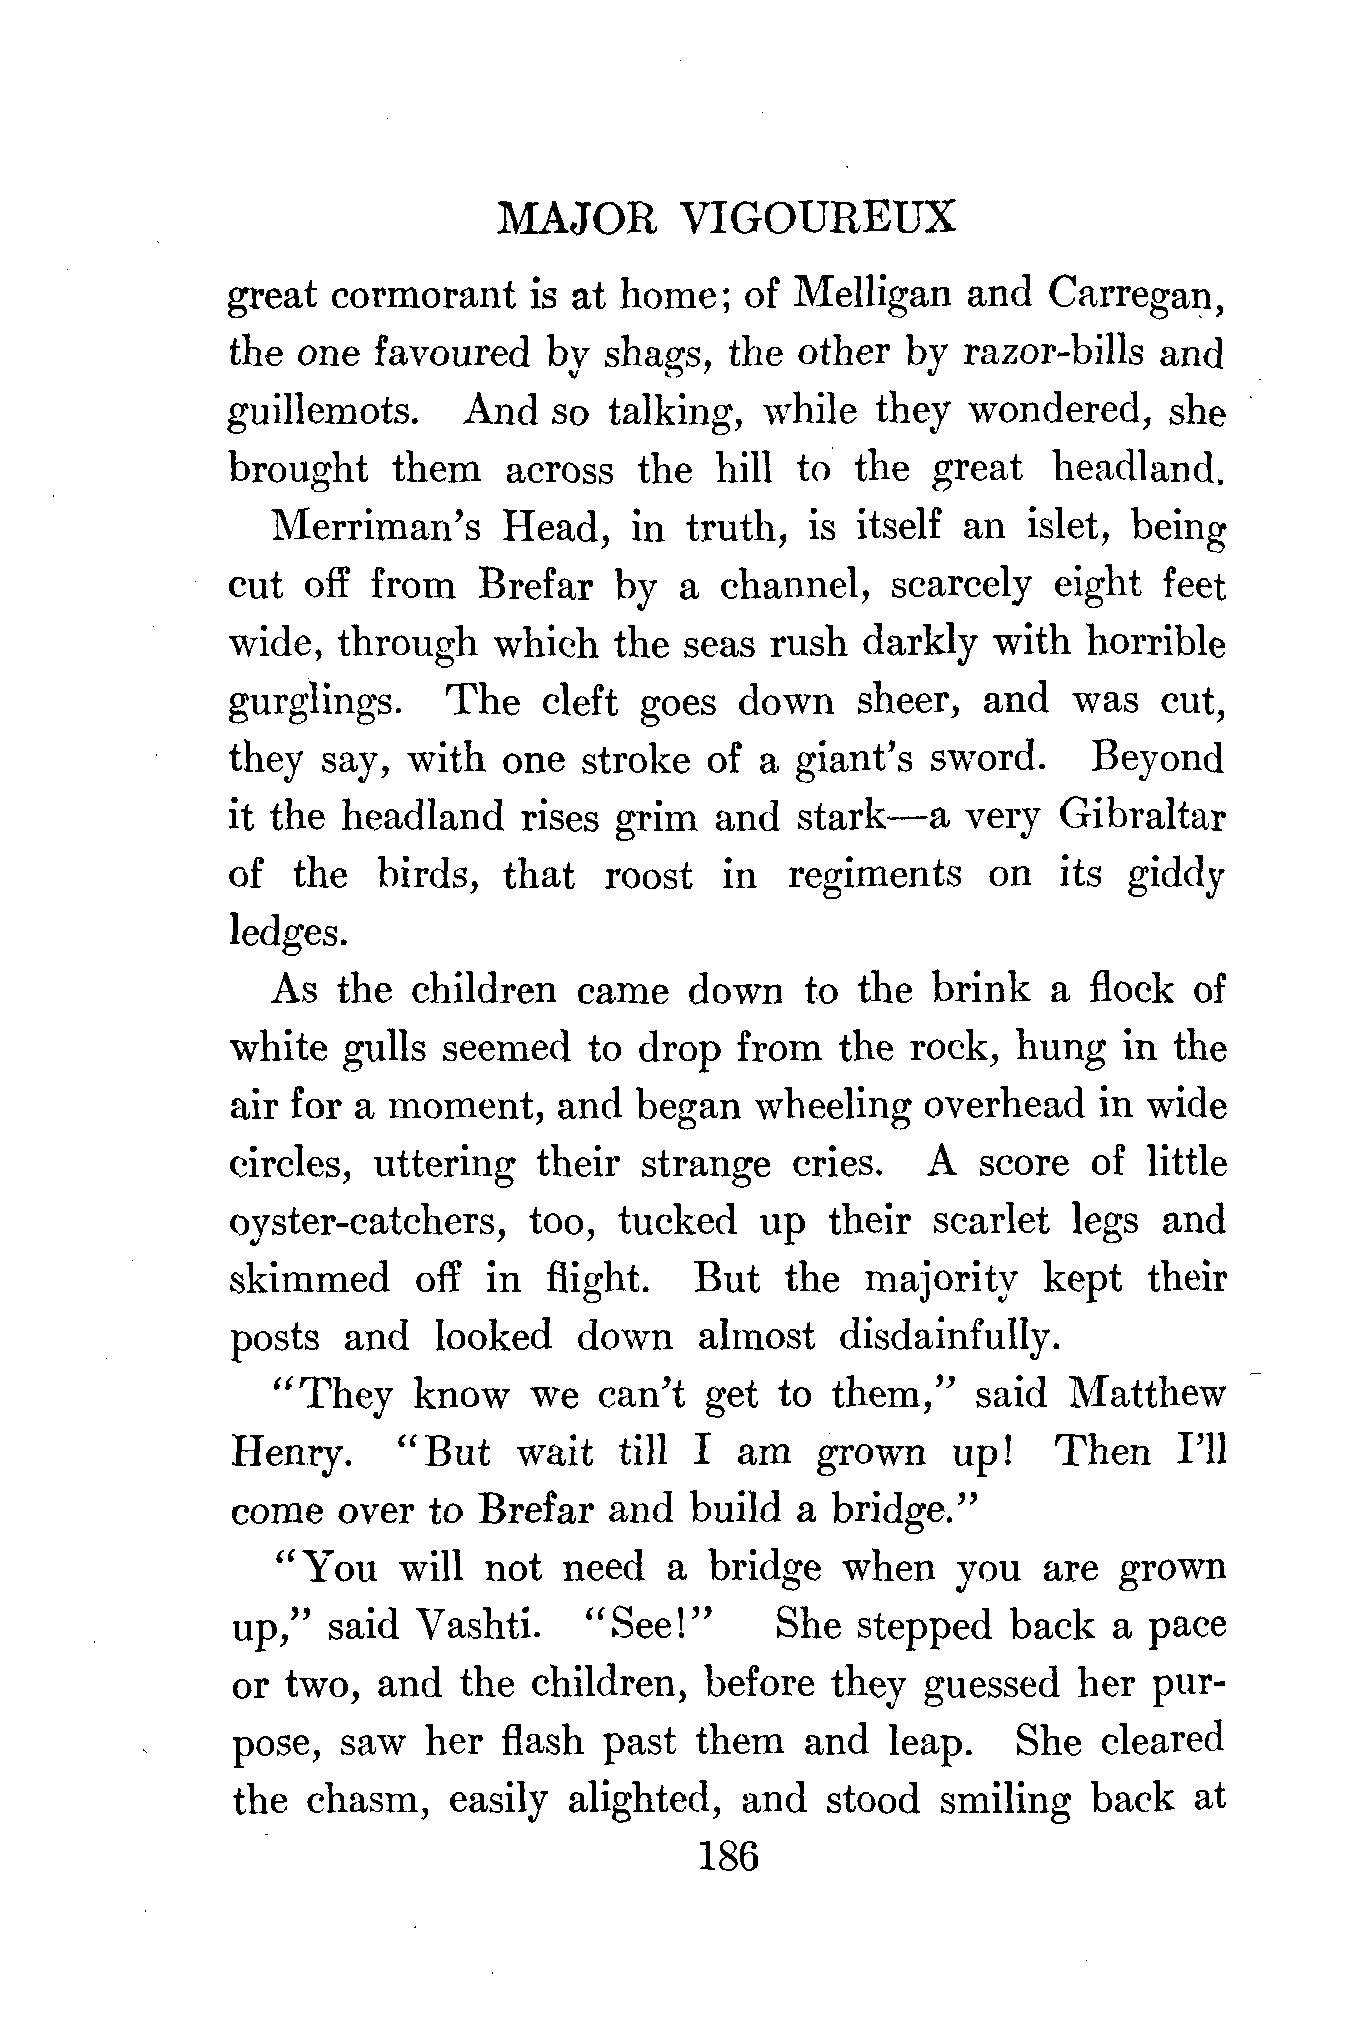 MAJOR VIGOUREUX
great cormorant is at home; of Melligan and Carregan,
the one favoured by shags, the other by razor-bills and
guillemots. And so talking, while they wondered, she
brought them across the hill to the great headland.
Merriman's Head, in truth, is itself an islet, being
cut off from Brefar by a channel, scarcely eight feet
wide, through which the seas rush darkly with horrible
gurglings. The cleft goes down sheer, and was cut,
they say, with one stroke of a giant's sword. Beyond
it the headland rises grim and stark—a very Gibraltar
of the birds, that roost in regiments on its giddy
ledges.
As the children came down to the brink a flock of
white gulls seemed to drop from the rock, hung in the
air for a moment, and began wheeling overhead in wide
circles, uttering their strange cries. A score of little
oyster-catchers, too, tucked up their scarlet legs and
skimmed off in flight. But the majority kept their
posts and looked down almost disdainfully.
"They know we can't get to them," said Matthew
Henry. "But wait till I am grown up! Then I'll
come over to Brefar and build a bridge."
"You will not need a bridge when you are grown
up," said Vashti. "See!" She stepped back a pace
or two, and the children, before they guessed her pur-
pose, saw her flash past them and leap. She cleared
the chasm, easily alighted, and stood smiling back at
186